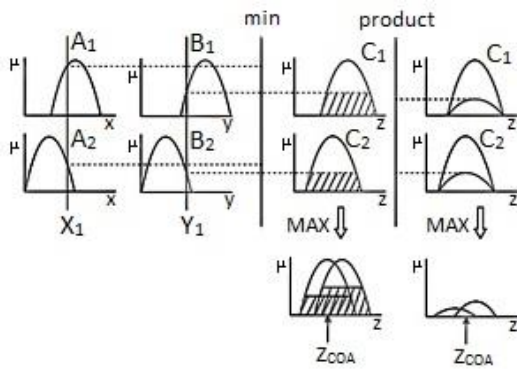 min product
A1 B1 C1 C1
μ μ μ μ
x y z z
A2 B2 C2 C2
μ μ μ μ
x y z z
X1 Y1
MAX MAX
μ μ
z z
ZCOA ZCOA